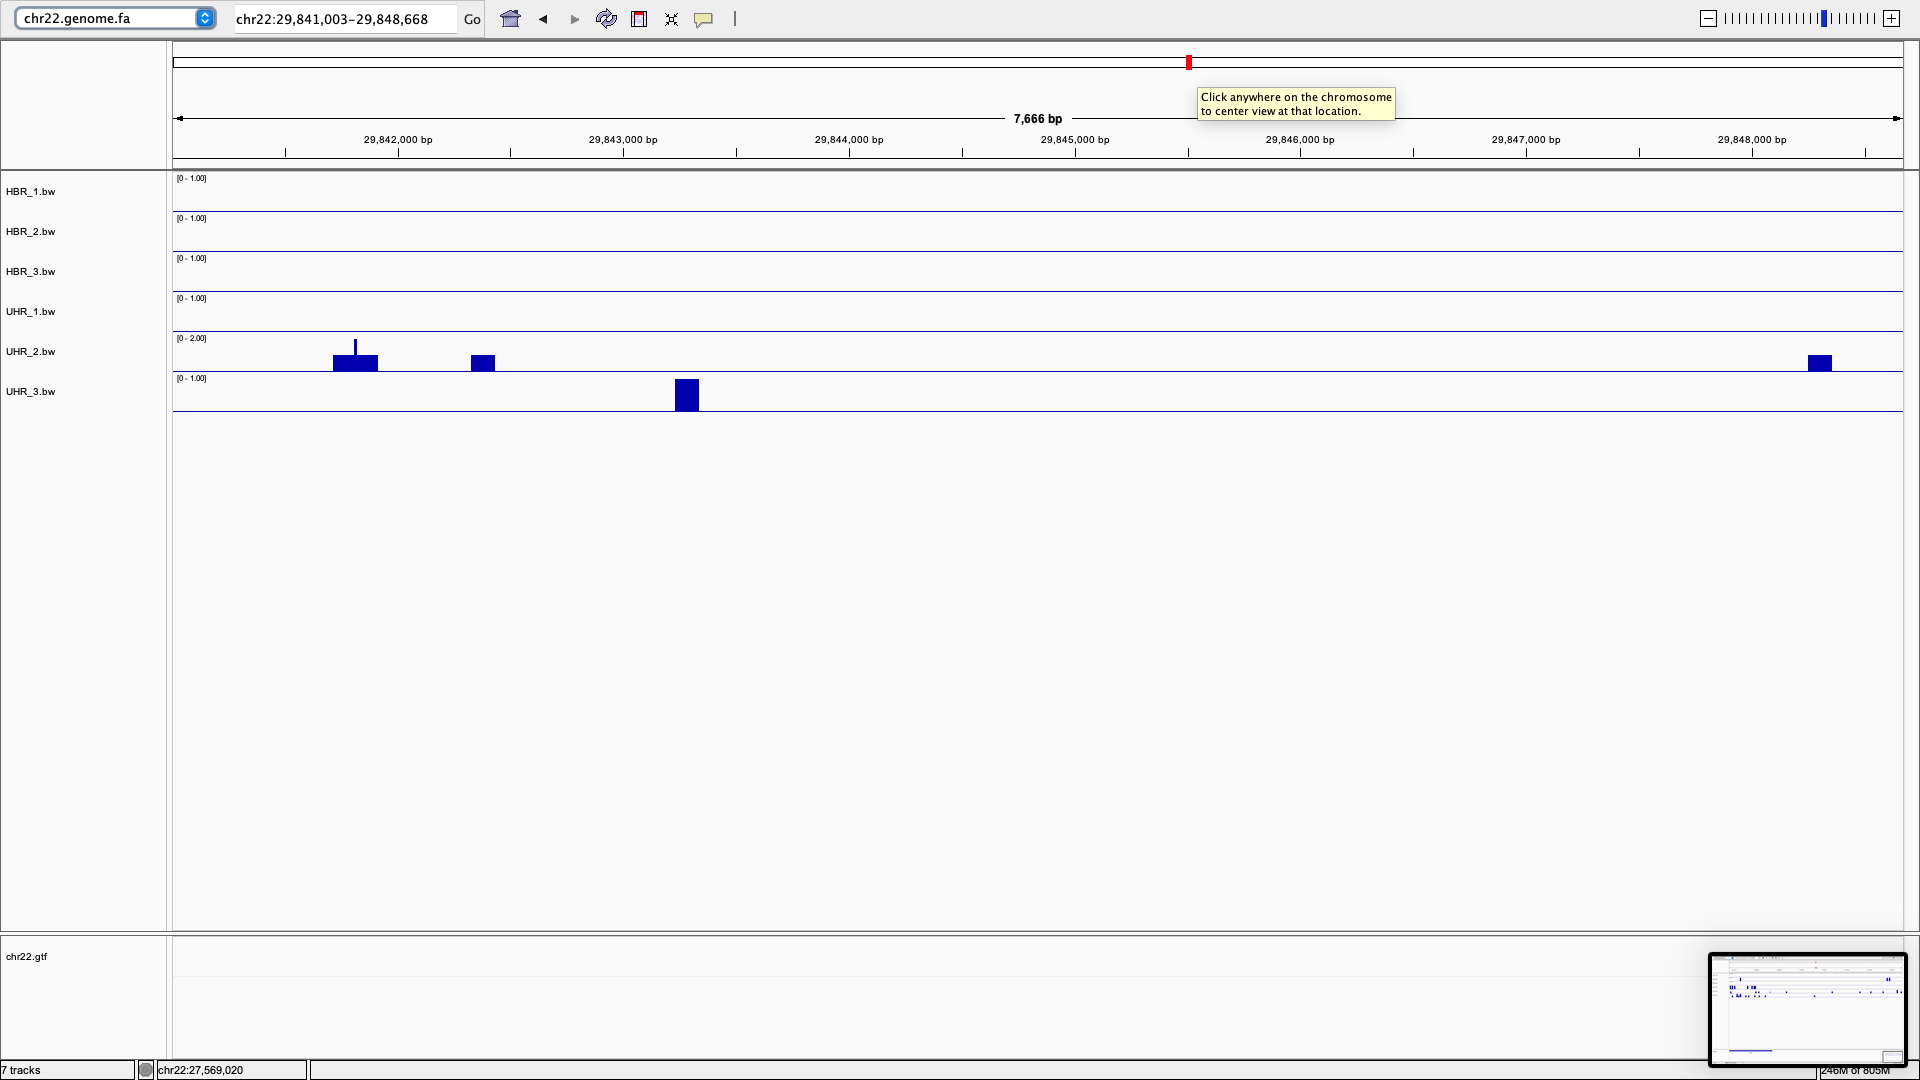 chr22.genome.fa
chr22:29,841,003-29,848,668
Go
Click anywhere on the chromosome
to center view at that location.
7,666 bp
29,842,000 bp
29,843,000 bp
29,844,000 bp
29,845,000 bp
29,846,000 bp
29,847,000 bp
29,848,000 bp
HBR_1.bw
[0 - 1.00]
HBR_2.bw
[0 - 1.00]
HBR_3.bw
[0 - 1.00]
UHR_1.bw
[0 - 1.00]
UHR_2.bw
[0 - 2.00]
UHR_3.bw
[0 - 1.00]
chr22.gtf
7 tracks
chr22:27,569,020
246M of 805M